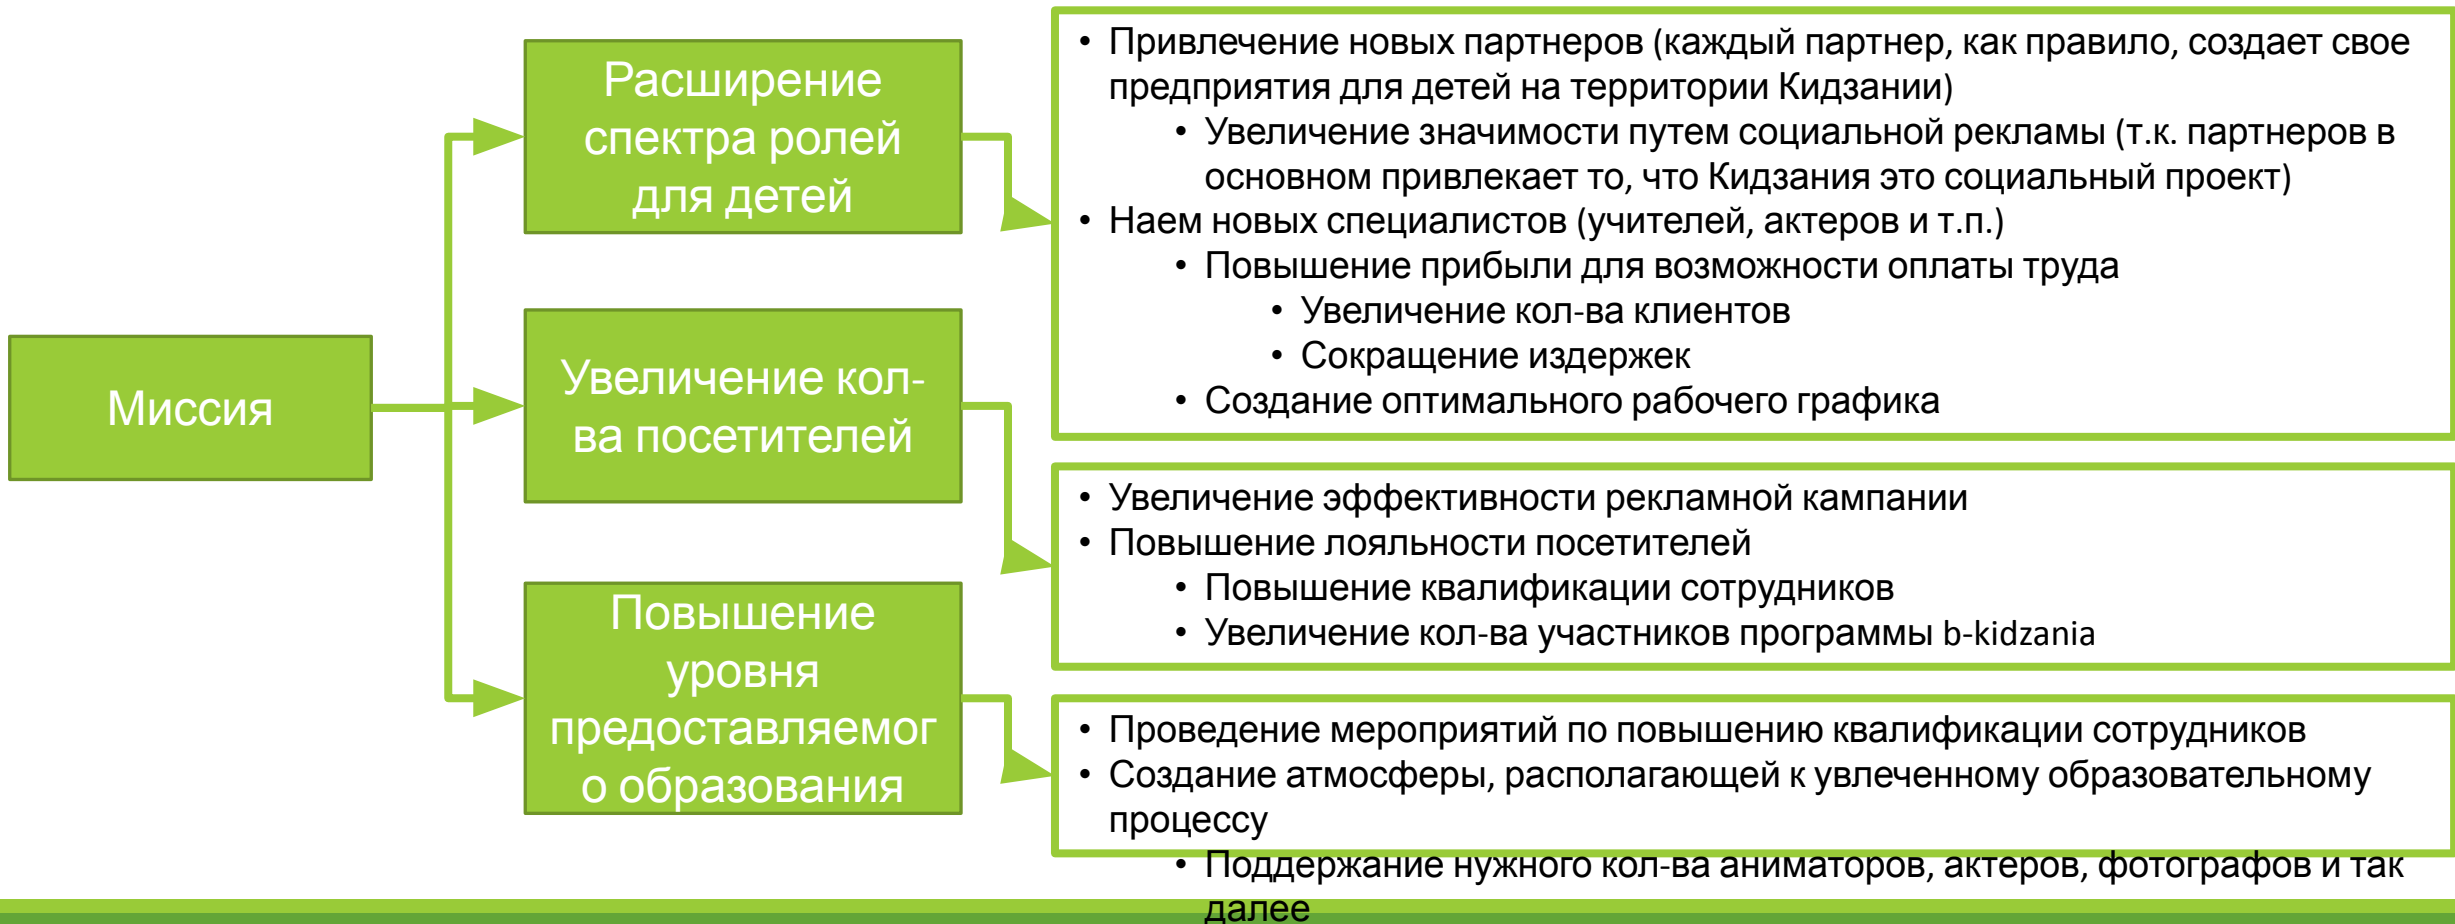 Миссия
Расширение
спектра ролей
для детей
Увеличение кол-
ва посетителей
Повышение
уровня
предоставляемог
о образования
• Привлечение новых партнеров (каждый партнер, как правило, создает свое
предприятия для детей на территории Кидзании)
• Увеличение значимости путем социальной рекламы (т.к. партнеров в
основном привлекает то, что Кидзания это социальный проект)
• Наем новых специалистов (учителей, актеров и т.п.)
• Повышение прибыли для возможности оплаты труда
• Увеличение кол-ва клиентов
• Сокращение издержек
• Создание оптимального рабочего графика
• Увеличение эффективности рекламной кампании
• Повышение лояльности посетителей
• Повышение квалификации сотрудников
• Увеличение кол-ва участников программы b-kidzania
• Проведение мероприятий по повышению квалификации сотрудников
• Создание атмосферы, располагающей к увлеченному образовательному
процессу
• Поддержание нужного кол-ва аниматоров, актеров, фотографов и так
далее